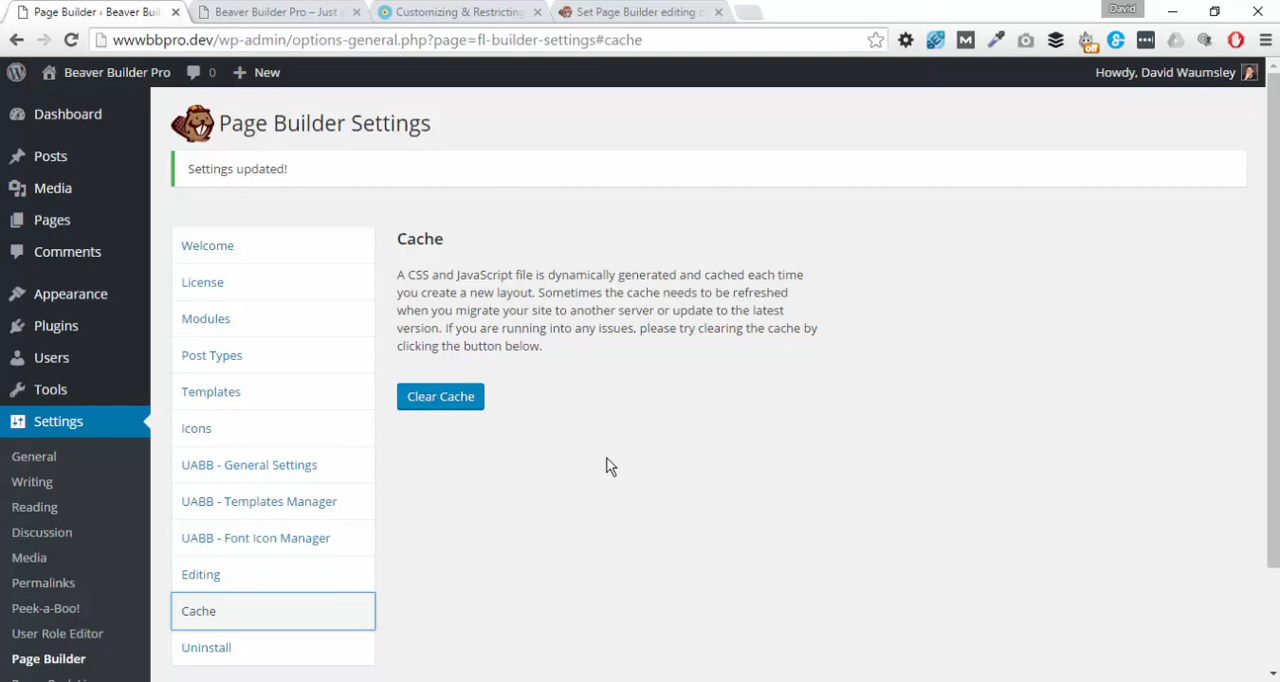 Page Builder ‹ Beaver Bui
Beaver Builder Pro – Just
Customizing & Restricting
Set Page Builder editing
David
wwwbbpro.dev/wp-admin/options-general.php?page=fl-builder-settings#cache
Beaver Builder Pro
0
New
Howdy, David Waumsley
Dashboard
Posts
Media
Pages
Comments
Appearance
Plugins
Users
Tools
Settings
General
Writing
Reading
Discussion
Media
Permalinks
Peek-a-Boo!
User Role Editor
Page Builder
Page Builder Settings
Settings updated!
Welcome
License
Modules
Post Types
Templates
Icons
UABB - General Settings
UABB - Templates Manager
UABB - Font Icon Manager
Editing
Cache
Uninstall
Cache
A CSS and JavaScript file is dynamically generated and cached each time
you create a new layout. Sometimes the cache needs to be refreshed
when you migrate your site to another server or update to the latest
version. If you are running into any issues, please try clearing the cache by
clicking the button below.
Clear Cache